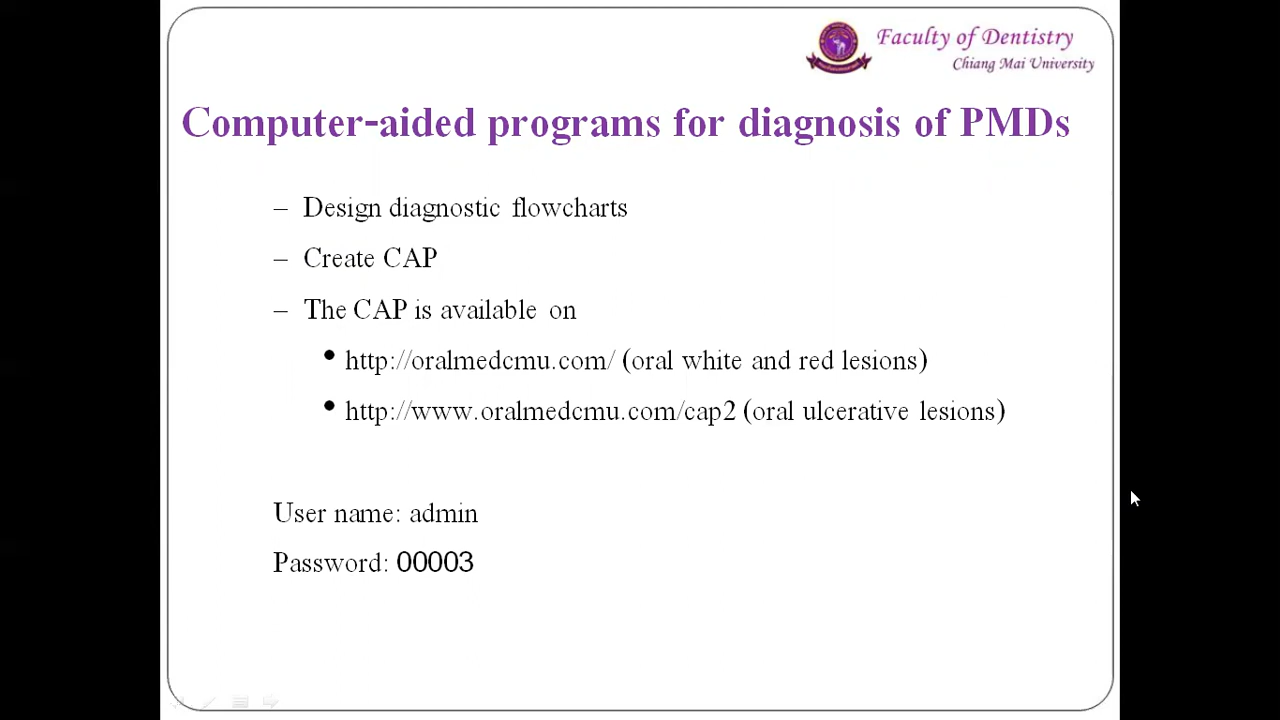 Faculty of Dentistry
Chiang Mai University
Computer-aided programs for diagnosis of PMDs
– Design diagnostic flowcharts
– Create CAP
– The CAP is available on
• http://oralmedcmu.com/ (oral white and red lesions)
• http://www.oralmedcmu.com/cap2 (oral ulcerative lesions)
User name: admin
Password: 00003